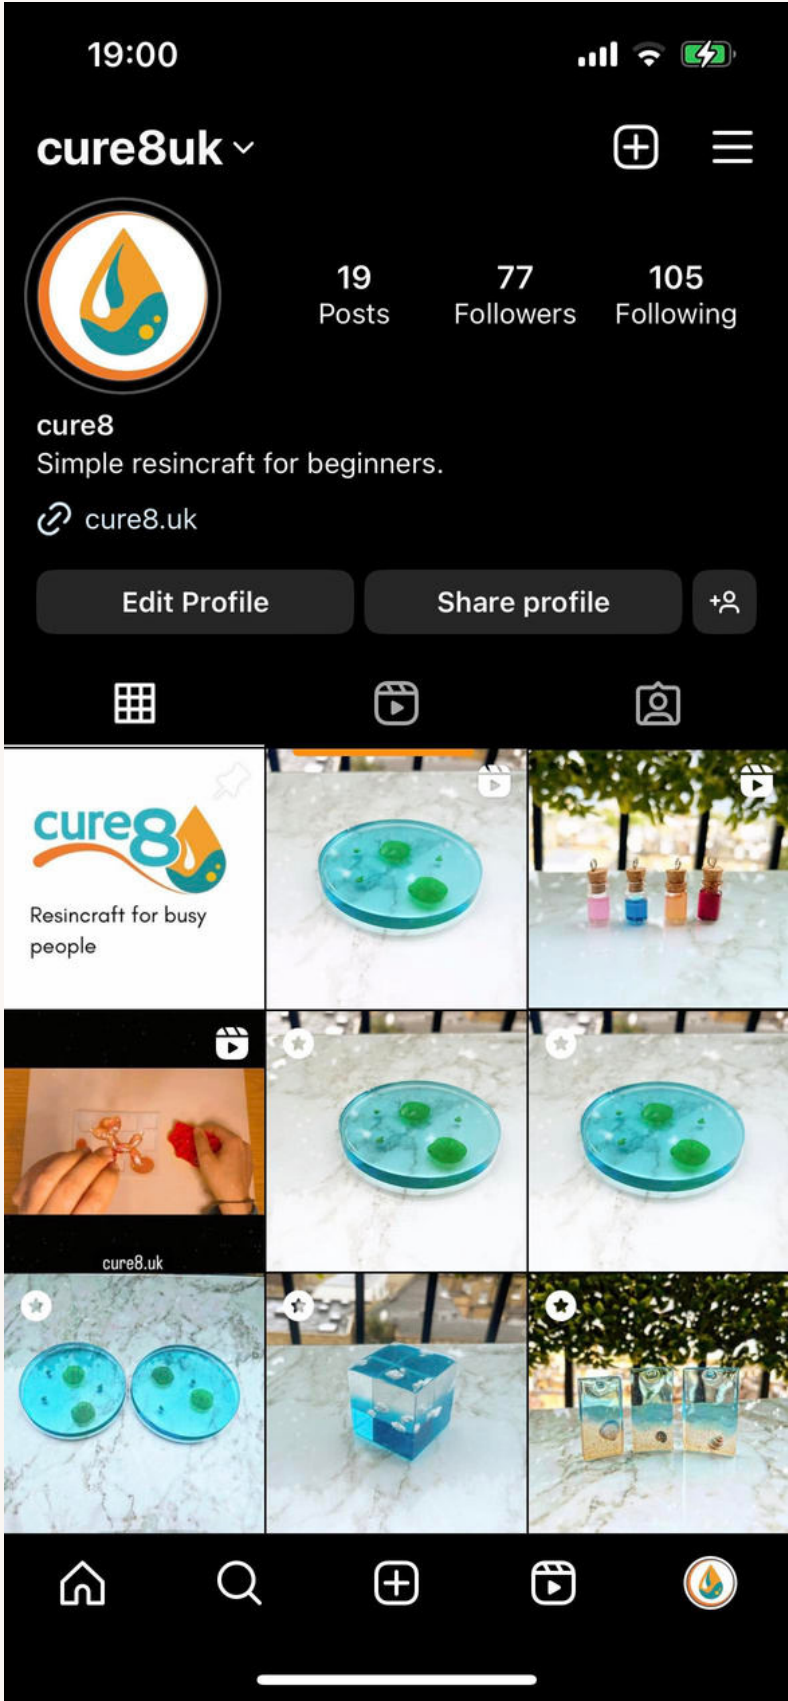 19:00
cure8uk
19
Posts
77
Followers
105
Following
cure8
Simple resincraft for beginners.
cure8.uk
Edit Profile
Share profile
cure8
Resincraft for busy
people
cure8.uk